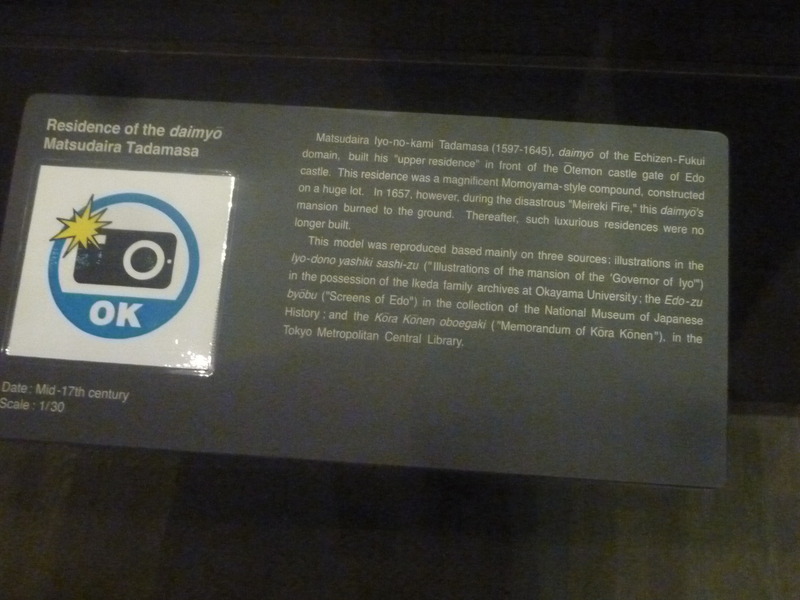 Residence of the daimyō
Matsudaira Tadamasa
OK
Date : Mid-17th century
Scale : 1/30
Matsudaira Iyo-no-kami Tadamasa (1597-1645), daimyō of the Echizen-Fukui
domain, built his "upper residence" in front of the Ōtemon castle gate of Edo
castle. This residence was a magnificent Momoyama-style compound, constructed
on a huge lot. In 1657, however, during the disastrous "Meireki Fire," this daimyō's
mansion burned to the ground. Thereafter, such luxurious residences were no
longer built.
This model was reproduced based mainly on three sources : illustrations in the
Iyo-dono yashiki sashi-zu ("Illustrations of the mansion of the 'Governor of Iyo'")
in the possession of the Ikeda family archives at Okayama University ; the Edo-zu
byōbu ("Screens of Edo") in the collection of the National Museum of Japanese
History ; and the Kōra Kōnen oboegaki ("Memorandum of Kōra Kōnen"), in the
Tokyo Metropolitan Central Library.